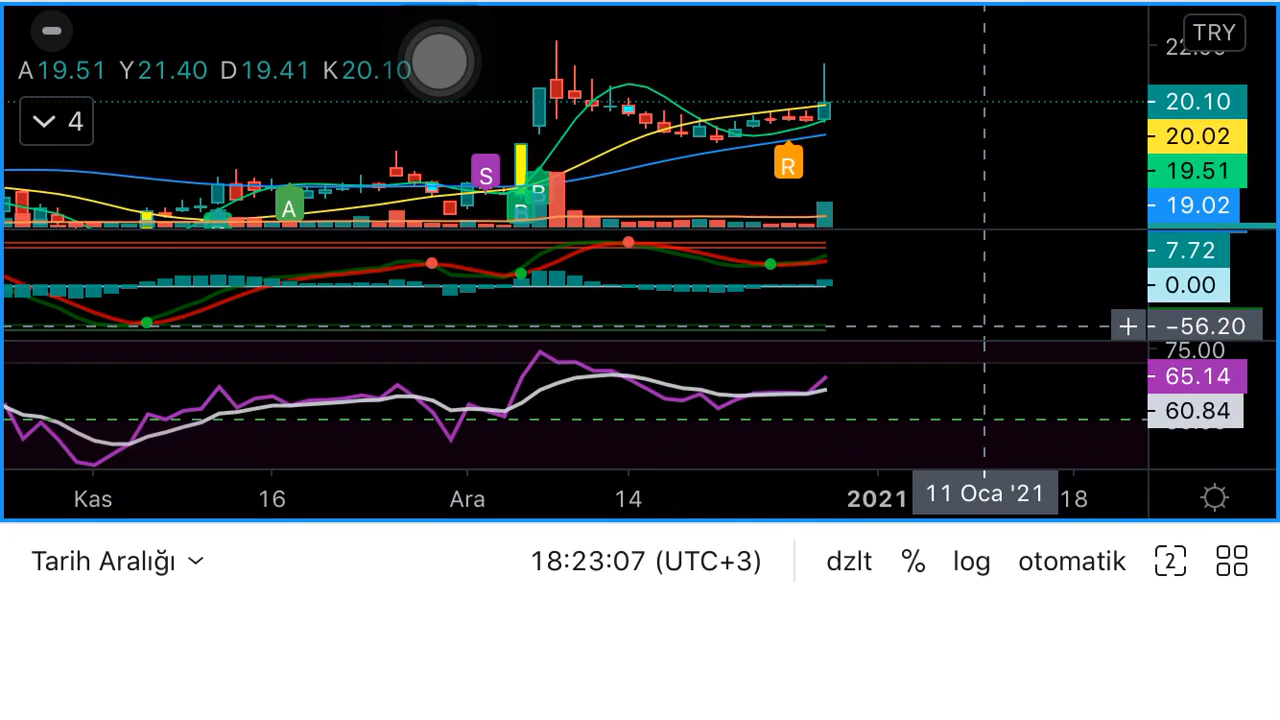 TRY
A19.51 Y21.40 D19.41 K20.10
4
20.10
20.02
19.51
19.02
S
B
B
A
R
7.72
0.00
−56.20
75.00
65.14
60.84
Kas 16 Ara 14 2021 11 Oca '21 18
Tarih Aralığı 18:23:07 (UTC+3) dzlt % log otomatik 2